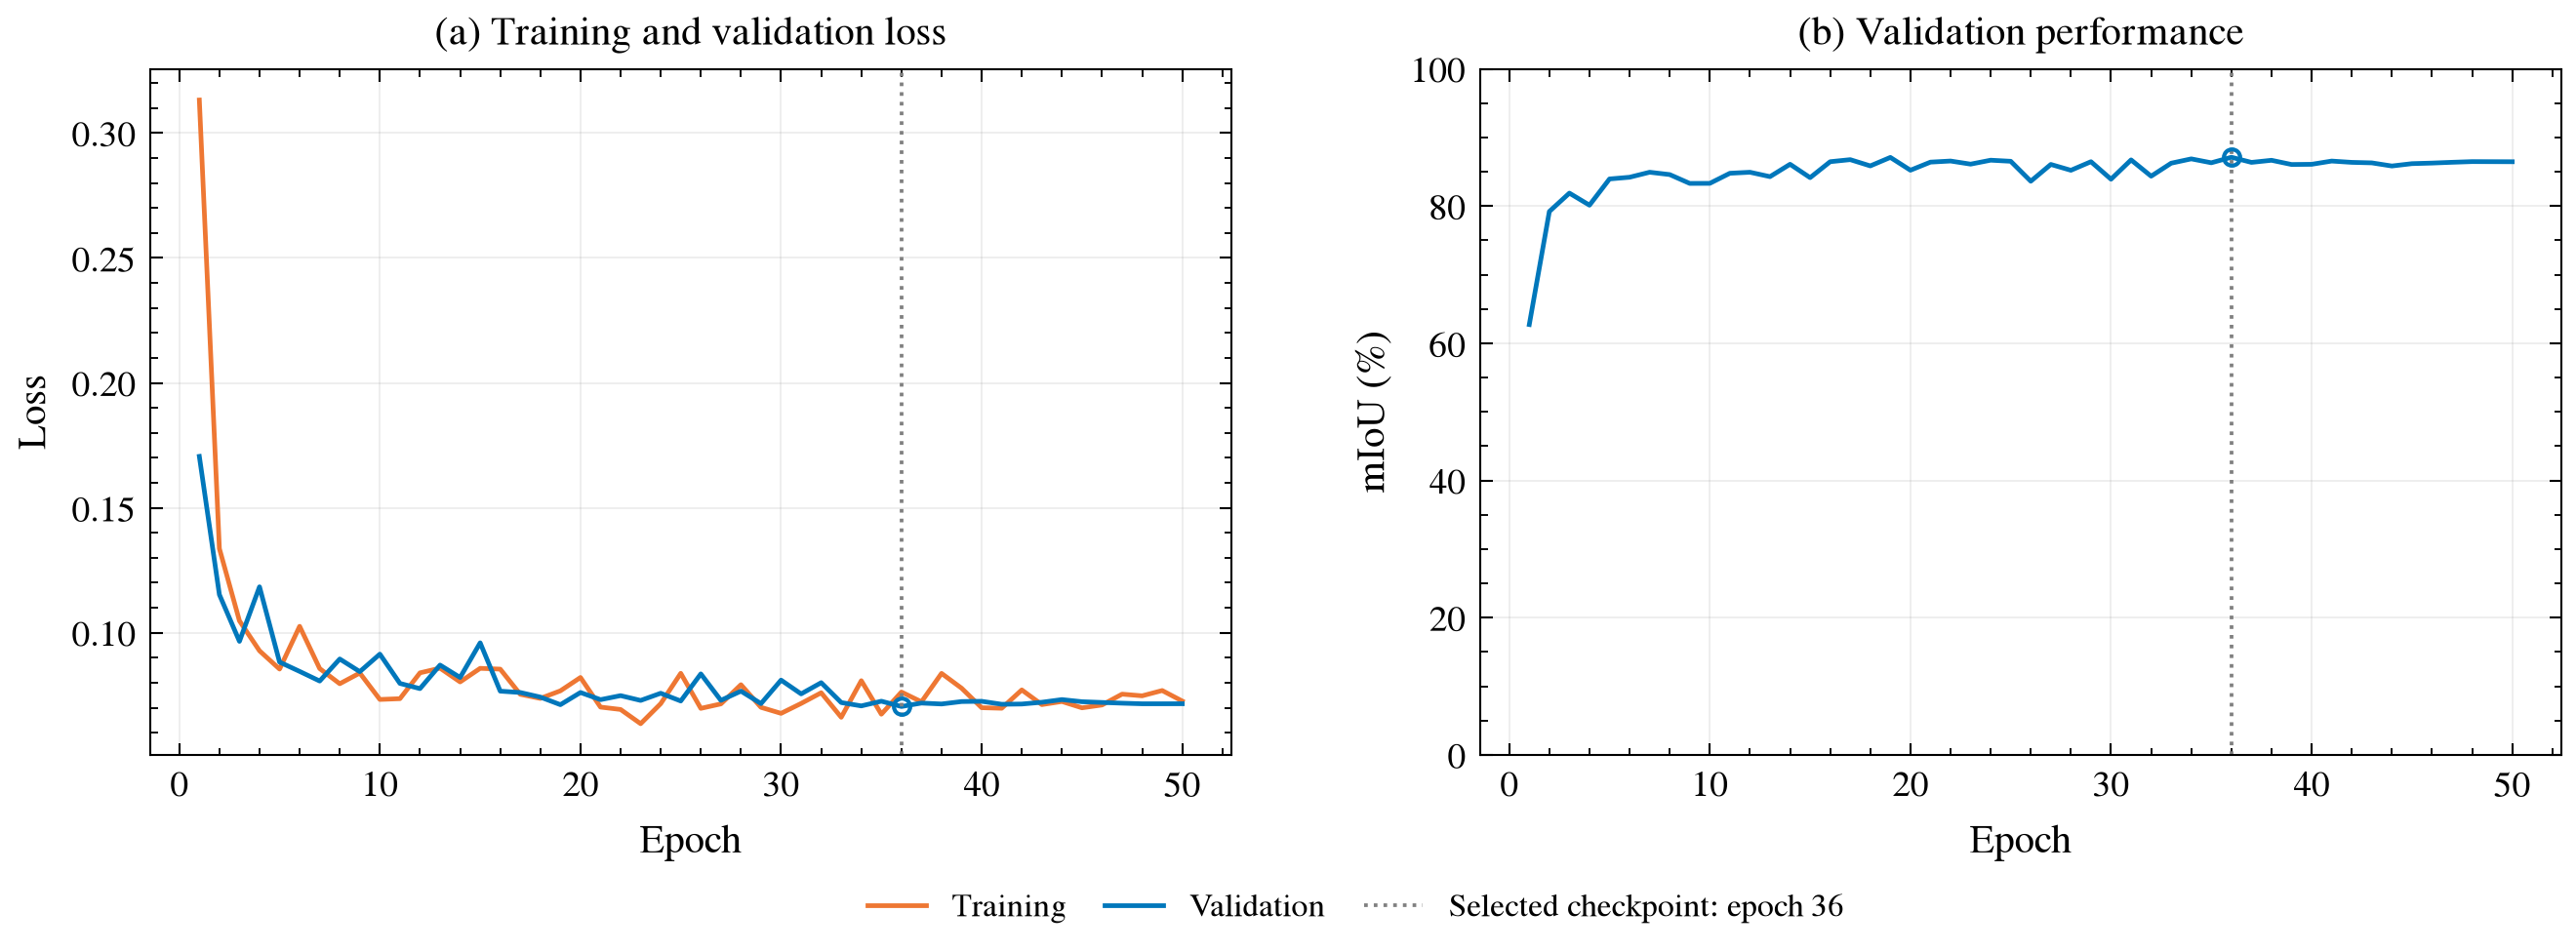 (a) Training and validation loss
0.30
0.25
0.20
0.15
0.10
Loss
0 10 20 30 40 50
Epoch
(b) Validation performance
100
80
60
40
20
0
mIoU (%)
0 10 20 30 40 50
Epoch
Training Validation Selected checkpoint: epoch 36